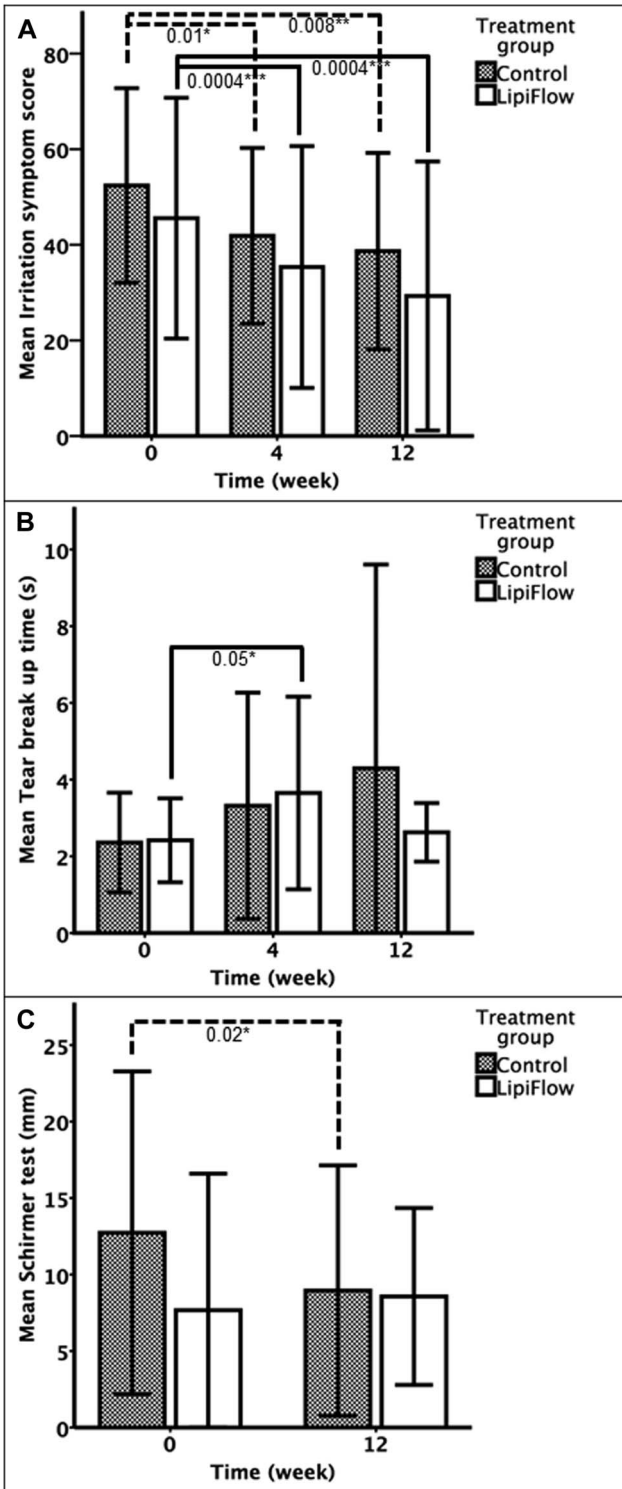 A
0.01*
0.008**
0.0004***
0.0004***
Treatment
group
Control
LipiFlow
Mean Irritation symptom score
80
60
40
20
0
0 4 12
Time (week)
B
0.05*
Treatment
group
Control
LipiFlow
Mean Tear break up time (s)
10
8
6
4
2
0
0 4 12
Time (week)
C
0.02*
Treatment
group
Control
LipiFlow
Mean Schirmer test (mm)
25
20
15
10
5
0
0 12
Time (week)